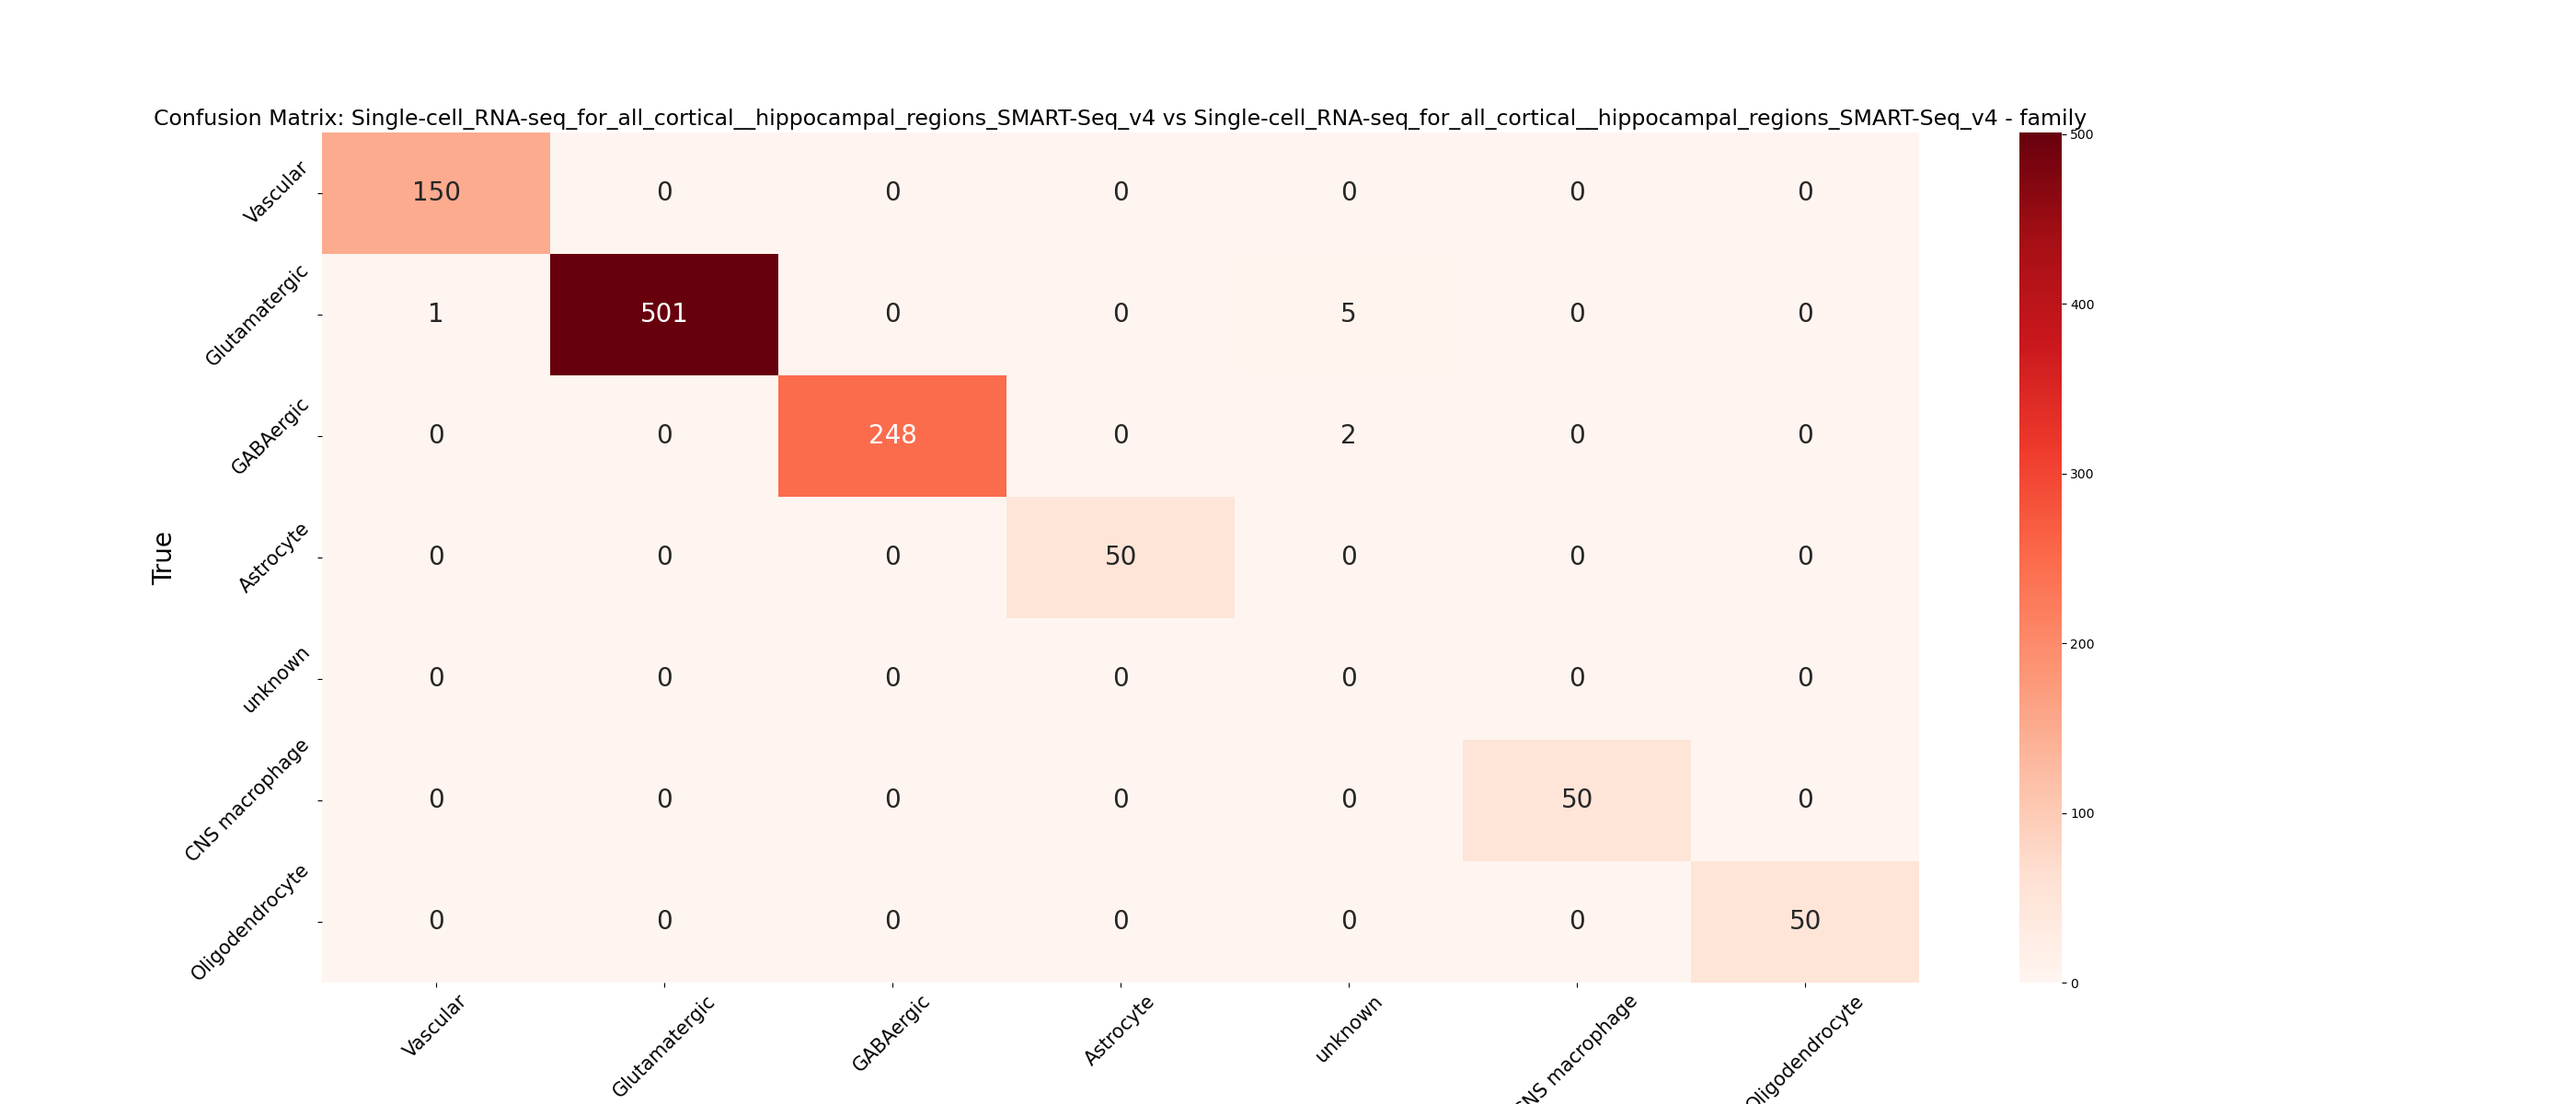 Confusion Matrix: Single-cell_RNA-seq_for_all_cortical__hippocampal_regions_SMART-Seq_v4 vs Single-cell_RNA-seq_for_all_cortical__hippocampal_regions_SMART-Seq_v4 - family
True
Vascular 150 0 0 0 0 0 0
Glutamatergic 1 501 0 0 5 0 0
GABAergic 0 0 248 0 2 0 0
Astrocyte 0 0 0 50 0 0 0
unknown 0 0 0 0 0 0 0
CNS macrophage 0 0 0 0 0 50 0
Oligodendrocyte 0 0 0 0 0 0 50
Vascular Glutamatergic GABAergic Astrocyte unknown CNS macrophage Oligodendrocyte
500
400
300
200
100
0